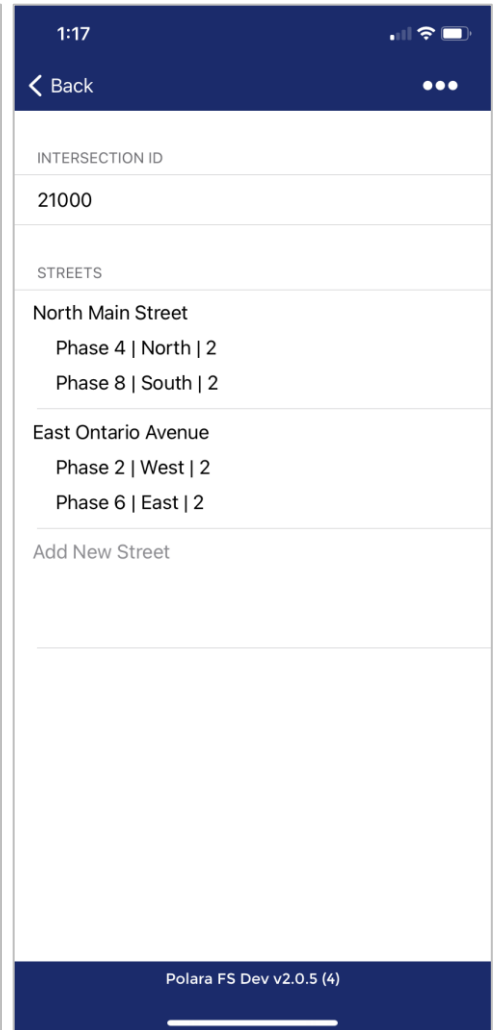 1:17
Back
INTERSECTION ID
21000
STREETS
North Main Street
Phase 4 | North | 2
Phase 8 | South | 2
East Ontario Avenue
Phase 2 | West | 2
Phase 6 | East | 2
Add New Street
Polara FS Dev v2.0.5 (4)